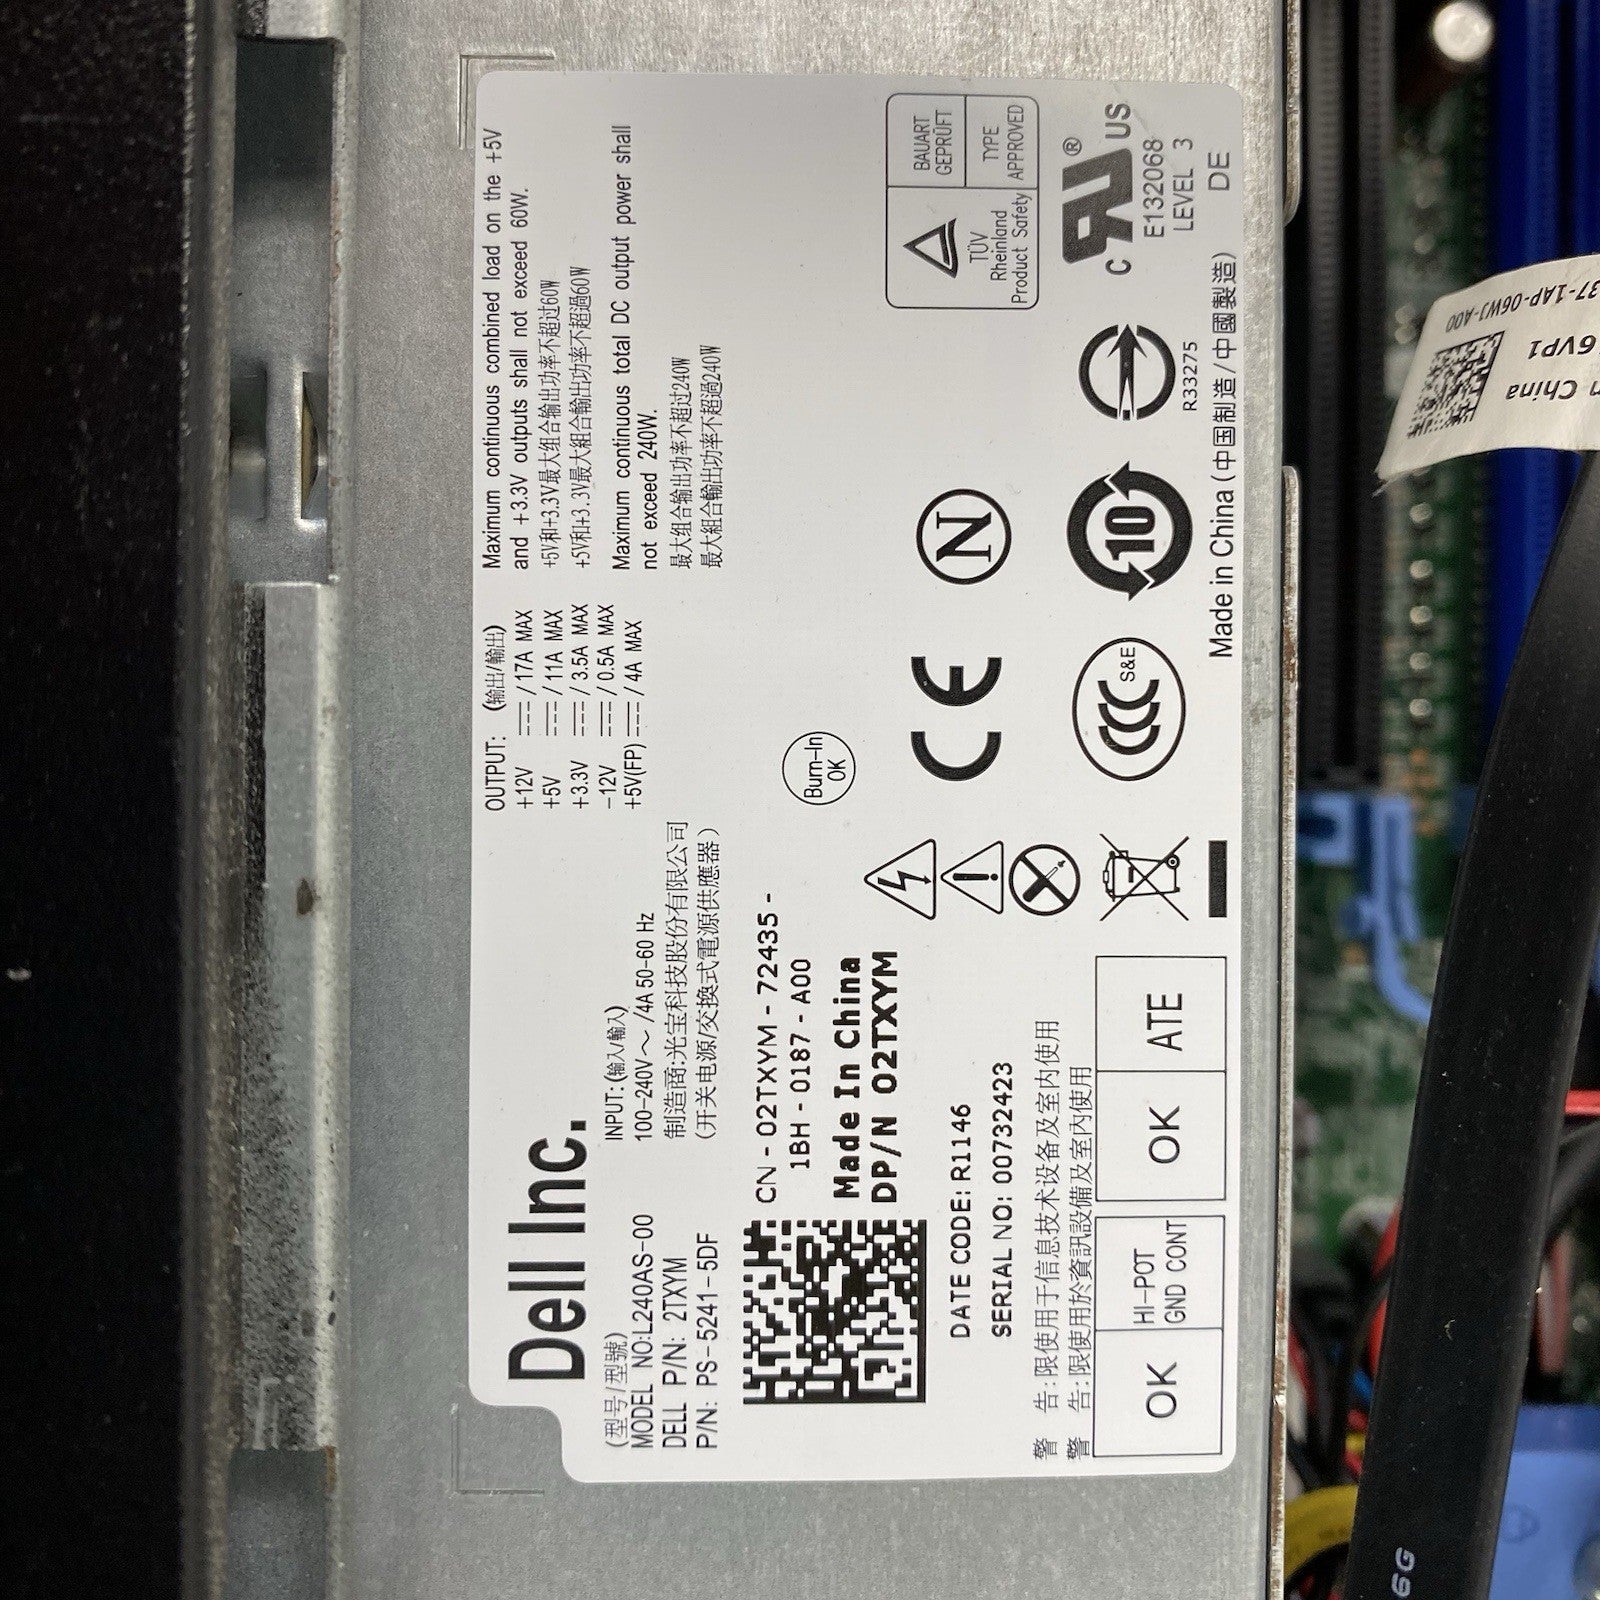 Dell Inc.
(型号/型號)
MODEL NO:L240AS-00
DELL P/N: 2TXYM
P/N: PS-5241-5DF
INPUT: (输入/輸入)
100-240V～/4A 50-60 Hz
制造商:光宝科技股份有限公司
(开关电源/交換式電源供應器)
OUTPUT: (输出/輸出)
+12V ⎓ / 17A MAX
+5V ⎓ / 11A MAX
+3.3V ⎓ / 3.5A MAX
-12V ⎓ / 0.5A MAX
+5V(FP) ⎓ / 4A MAX
Maximum continuous combined load on the +5V
and +3.3V outputs shall not exceed 60W.
+5V和+3.3V最大组合输出功率不超过60W
+5V和+3.3V最大組合輸出功率不超過60W
Maximum continuous total DC output power shall
not exceed 240W.
最大组合输出功率不超过240W
最大組合輸出功率不超過240W
CN-02TXYM-72435-
1BH-0187-A00
Made In China
DP/N 02TXYM
DATE CODE: R1146
SERIAL NO: 00732423
Burn-In
OK
CE
N
TÜV
Rheinland
Product Safety
BAUART
GEPRÜFT
TYPE
APPROVED
警 告:限使用于信息技术设备及室内使用
警 告:限使用於資訊設備及室內使用
OK
HI-POT
GND CONT
OK
ATE
CCC
S&E
10
R33275
c RU ® US
E132068
LEVEL 3
Made in China (中国制造/中國製造)
DE
37-1AP-06WJ-A00
6VP1
n China
6G